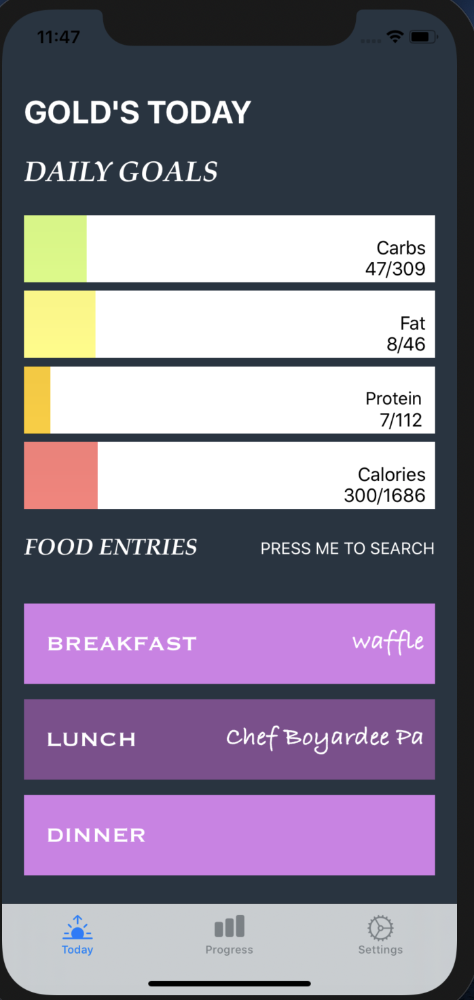 11:47
GOLD'S TODAY
DAILY GOALS
Carbs
47/309
Fat
8/46
Protein
7/112
Calories
300/1686
FOOD ENTRIES PRESS ME TO SEARCH
BREAKFAST waffle
LUNCH Chef Boyardee Pa
DINNER
Today Progress Settings